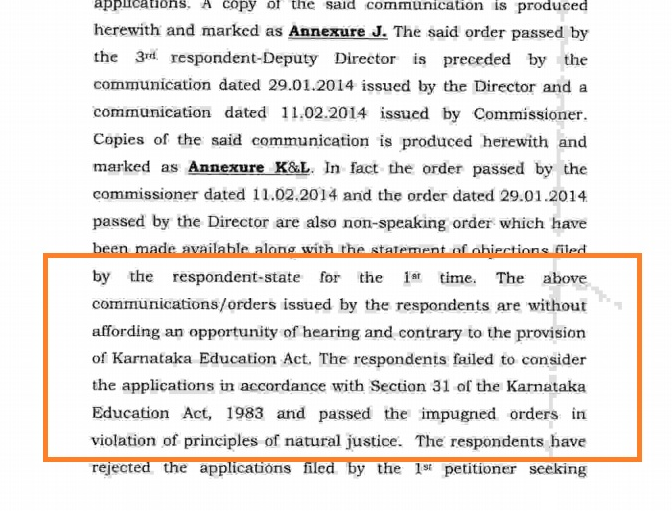 applications. A copy of the said communication is produced
herewith and marked as Annexure J. The said order passed by
the 3rd respondent-Deputy Director is preceded by the
communication dated 29.01.2014 issued by the Director and a
communication dated 11.02.2014 issued by Commissioner.
Copies of the said communication is produced herewith and
marked as Annexure K&L. In fact the order passed by the
commissioner dated 11.02.2014 and the order dated 29.01.2014
passed by the Director are also non-speaking order which have
been made available along with the statement of objections filed
by the respondent-state for the 1st time. The above
communications/orders issued by the respondents are without
affording an opportunity of hearing and contrary to the provision
of Karnataka Education Act. The respondents failed to consider
the applications in accordance with Section 31 of the Karnataka
Education Act, 1983 and passed the impugned orders in
violation of principles of natural justice. The respondents have
rejected the applications filed by the 1st petitioner seeking